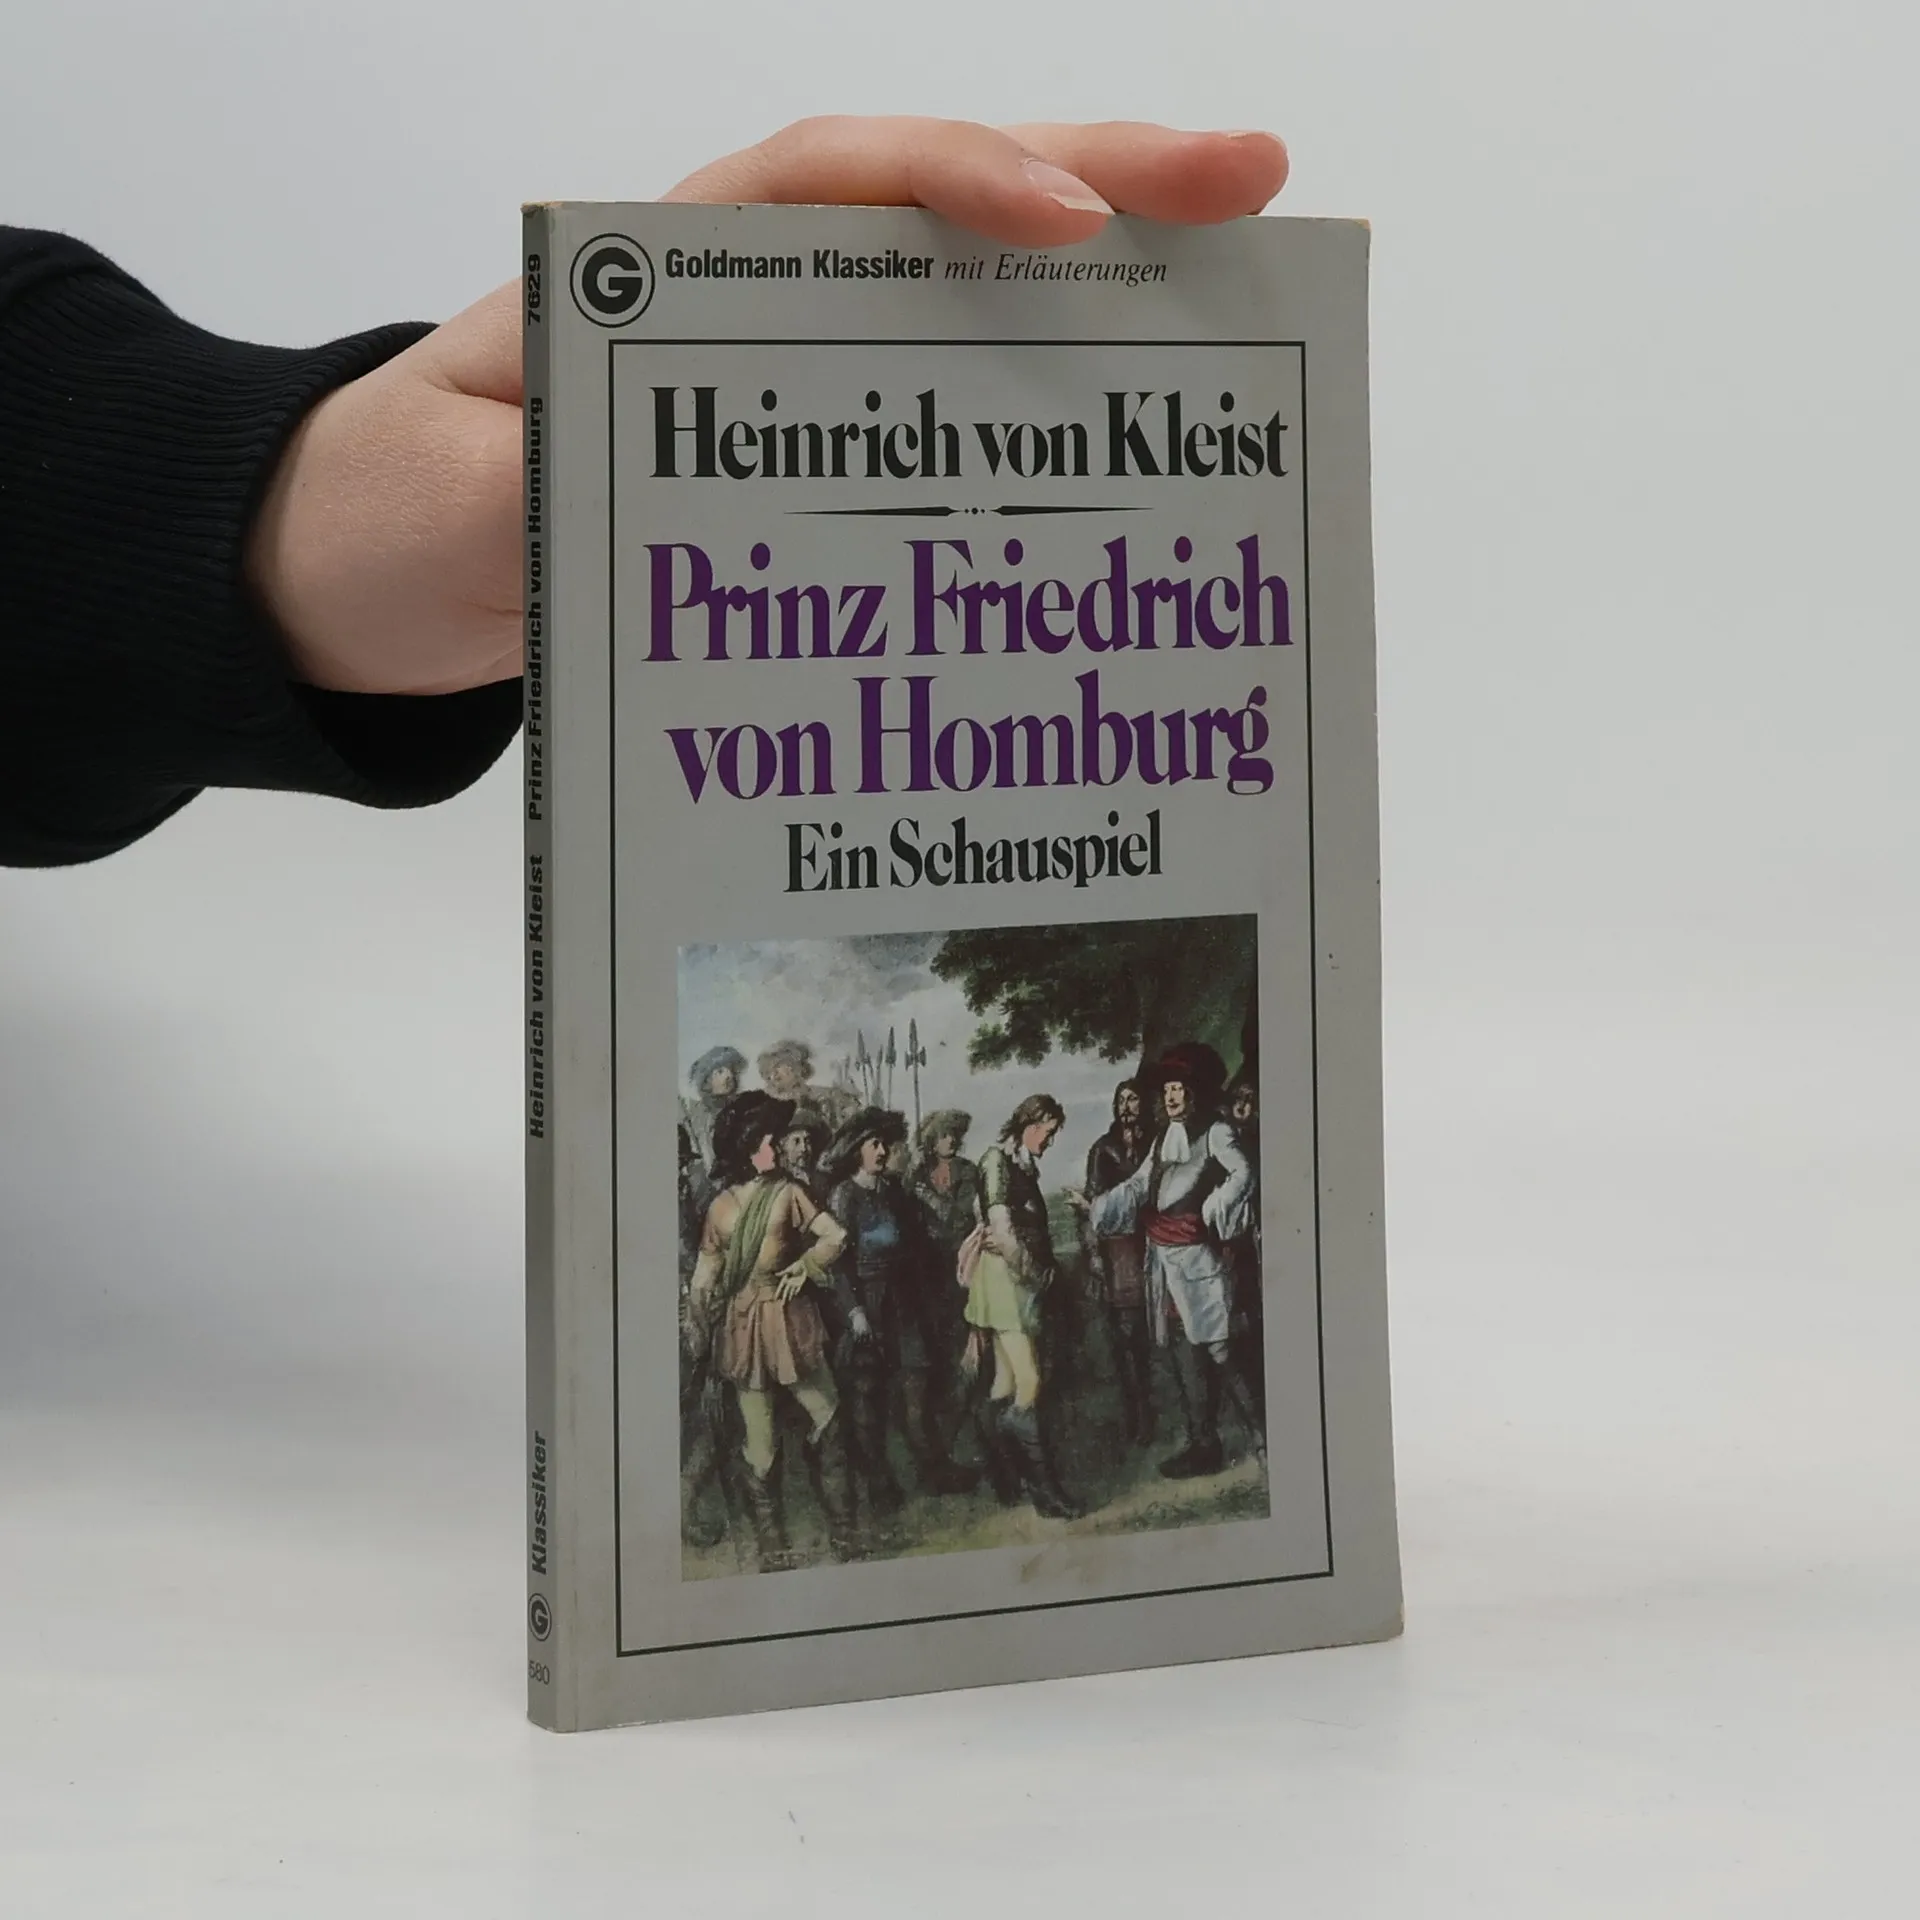 G Goldmann Klassiker mit Erläuterungen
Heinrich von Kleist
Prinz Friedrich
von Homburg
Ein Schauspiel
7629 Prinz Friedrich von Homburg Heinrich von Kleist Klassiker G 580